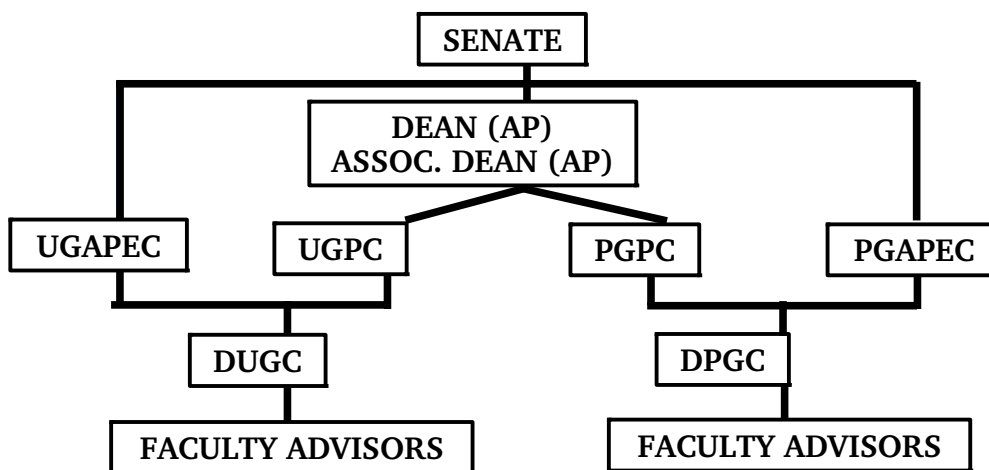 SENATE
DEAN (AP)
ASSOC. DEAN (AP)
UGAPEC
UGPC
PGPC
PGAPEC
DUGC
DPGC
FACULTY ADVISORS
FACULTY ADVISORS